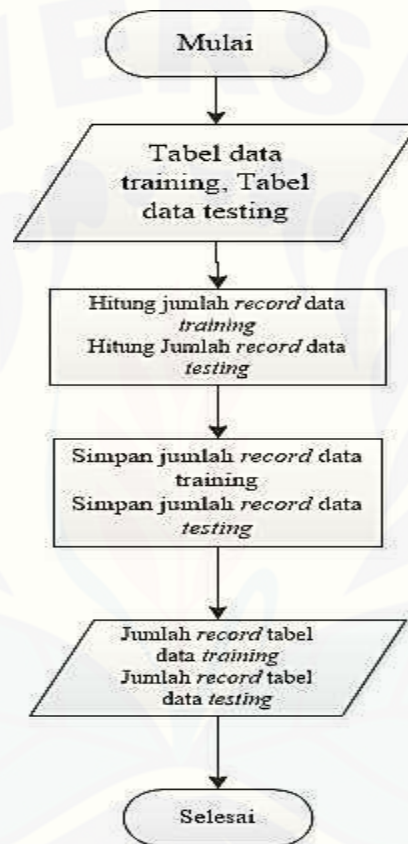 Mulai
Tabel data
training, Tabel
data testing
Hitung jumlah record data
training
Hitung Jumlah record data
testing
Simpan jumlah record data
training
Simpan jumlah record data
testing
Jumlah record tabel
data training
Jumlah record tabel
data testing
Selesai